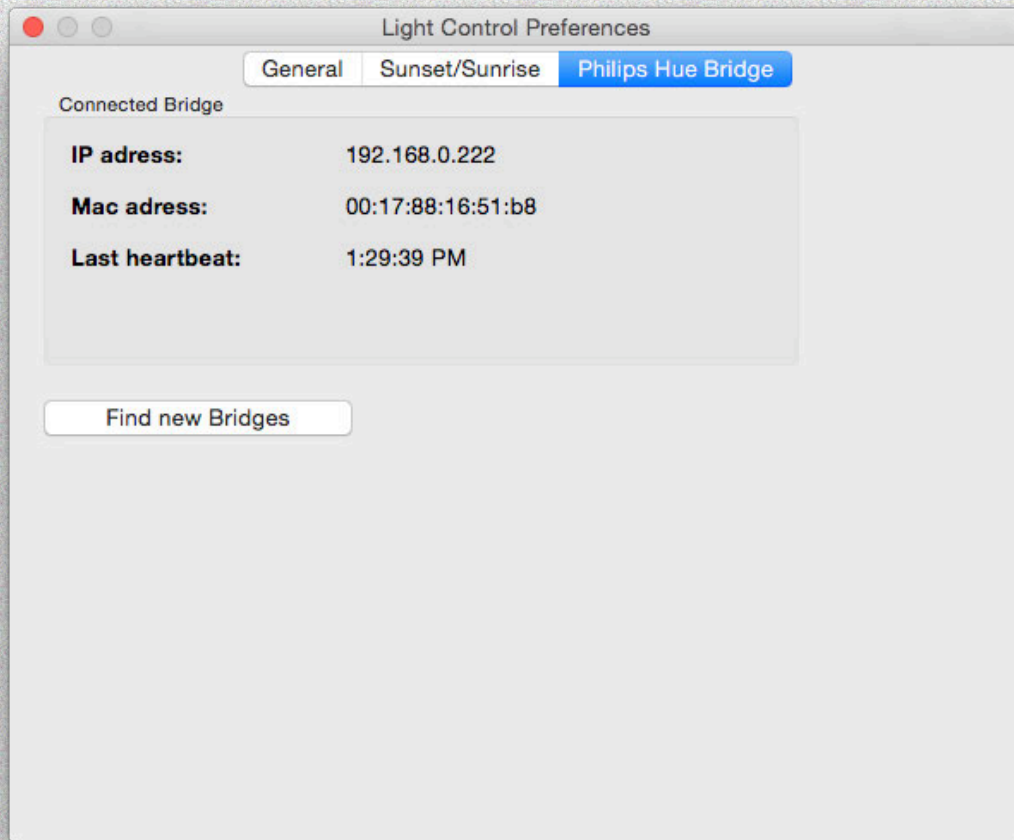 Light Control Preferences
General Sunset/Sunrise Philips Hue Bridge
Connected Bridge
IP adress: 192.168.0.222
Mac adress: 00:17:88:16:51:b8
Last heartbeat: 1:29:39 PM
Find new Bridges